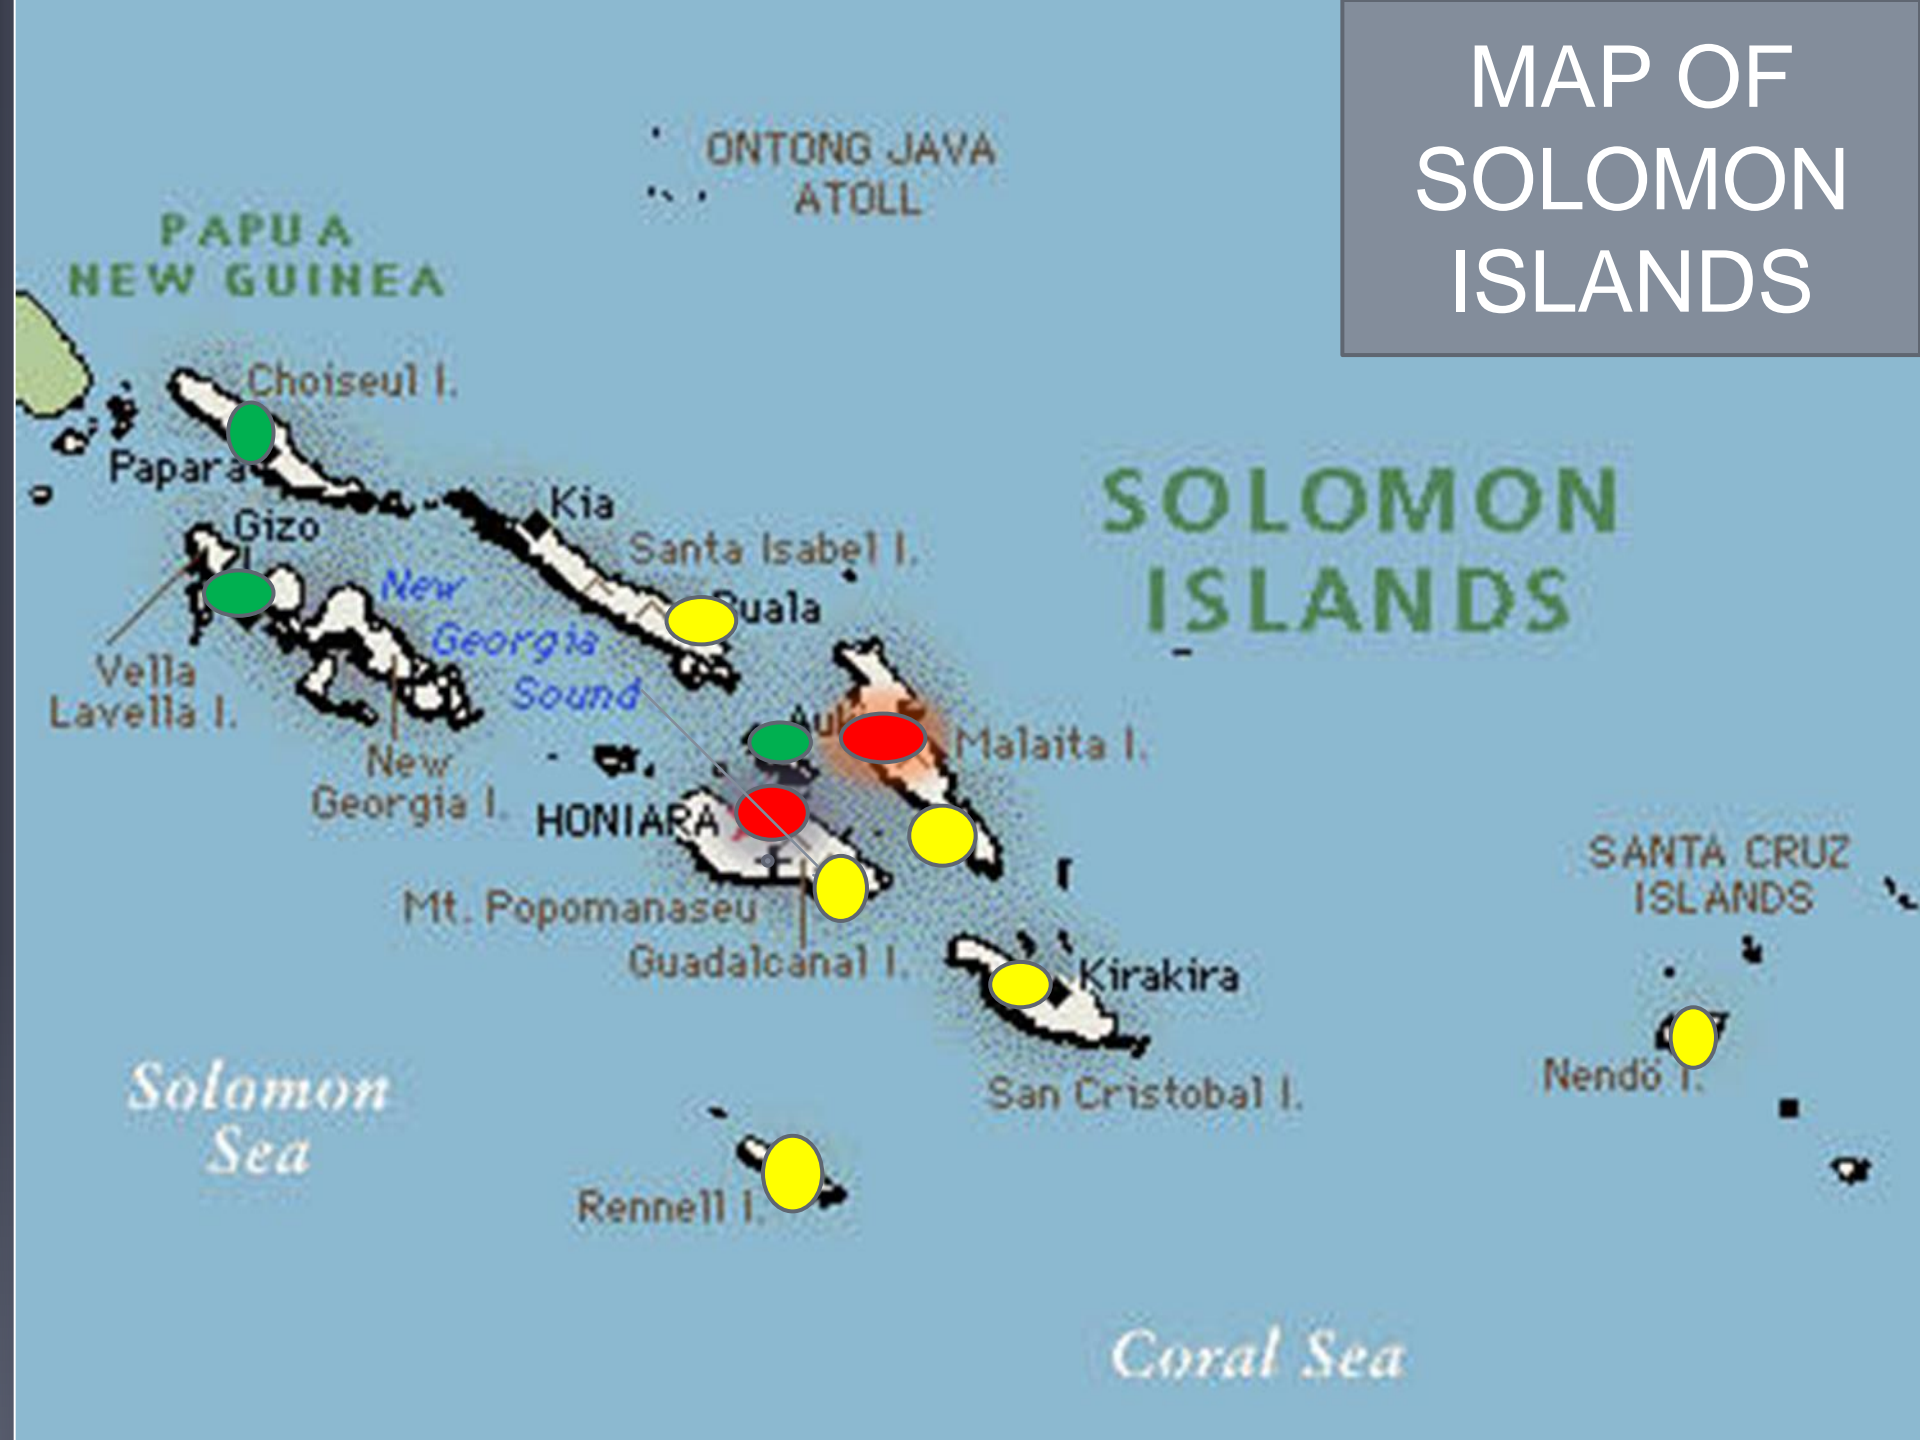 MAP OF
SOLOMON
ISLANDS
ONTONG JAVA
ATOLL
PAPUA
NEW GUINEA
Choiseul I.
Papara
Kia
Gizo
Santa Isabel I.
SOLOMON
ISLANDS
New
Georgia
Sound
Vella
Lavella I.
Malaita I.
New
Georgia I.
HONIARA
SANTA CRUZ
ISLANDS
Mt. Popomanaseu
Guadalcanal I.
Kirakira
Nendö I.
San Cristobal I.
Solomon
Sea
Rennell I.
Coral Sea